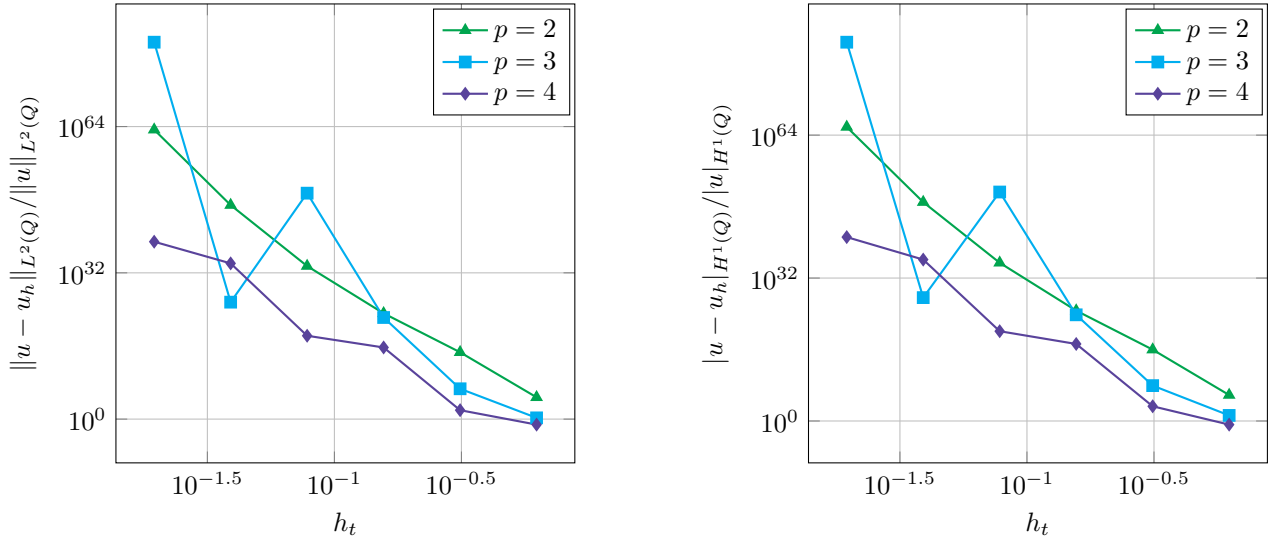 ‖u − u_h‖_{L²(Q)}/‖u‖_{L²(Q)}
10^{64}
10^{32}
10^{0}
10^{−1.5} 10^{−1} 10^{−0.5}
h_t
p = 2
p = 3
p = 4
|u − u_h|_{H¹(Q)}/|u|_{H¹(Q)}
10^{64}
10^{32}
10^{0}
10^{−1.5} 10^{−1} 10^{−0.5}
h_t
p = 2
p = 3
p = 4